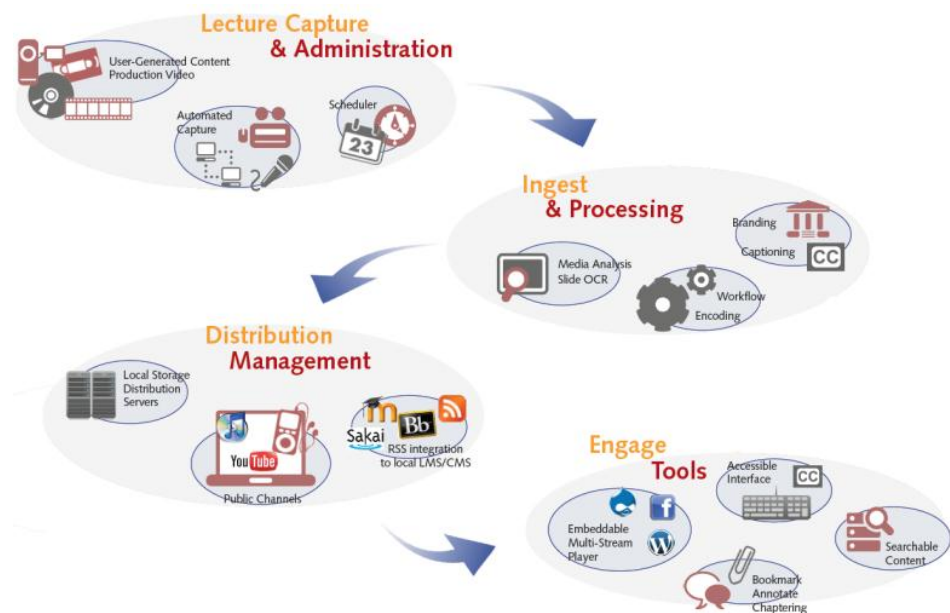 Lecture Capture
& Administration
User-Generated Content
Production Video
Automated
Capture
Scheduler
23
Ingest
& Processing
Branding
Captioning
CC
Media Analysis
Slide OCR
Workflow
Encoding
Distribution
Management
Local Storage
Distribution
Servers
YouTube
Public Channels
m
Sakai
Bb
RSS integration
to local LMS/CMS
Engage
Tools
Accessible
Interface
CC
Embeddable
Multi-Stream
Player
f
W
Searchable
Content
Bookmark
Annotate
Chaptering